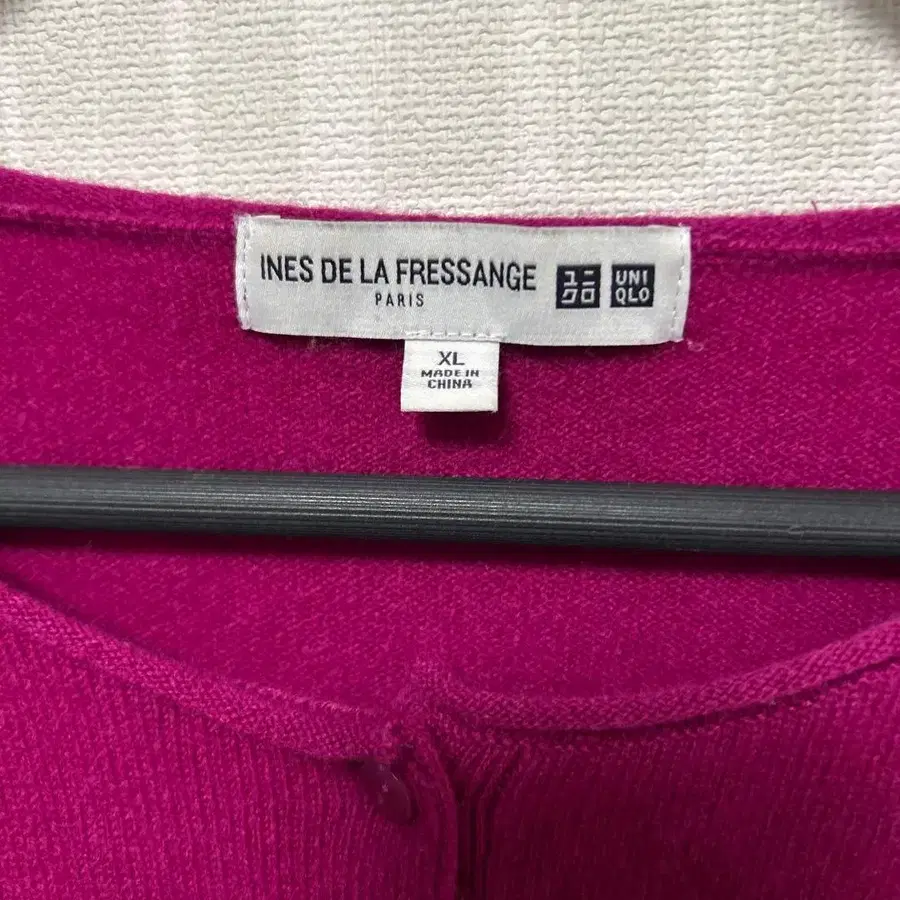 INES DE LA FRESSANGE
PARIS
ユニ
クロ
UNI
QLO
XL
MADE IN
CHINA